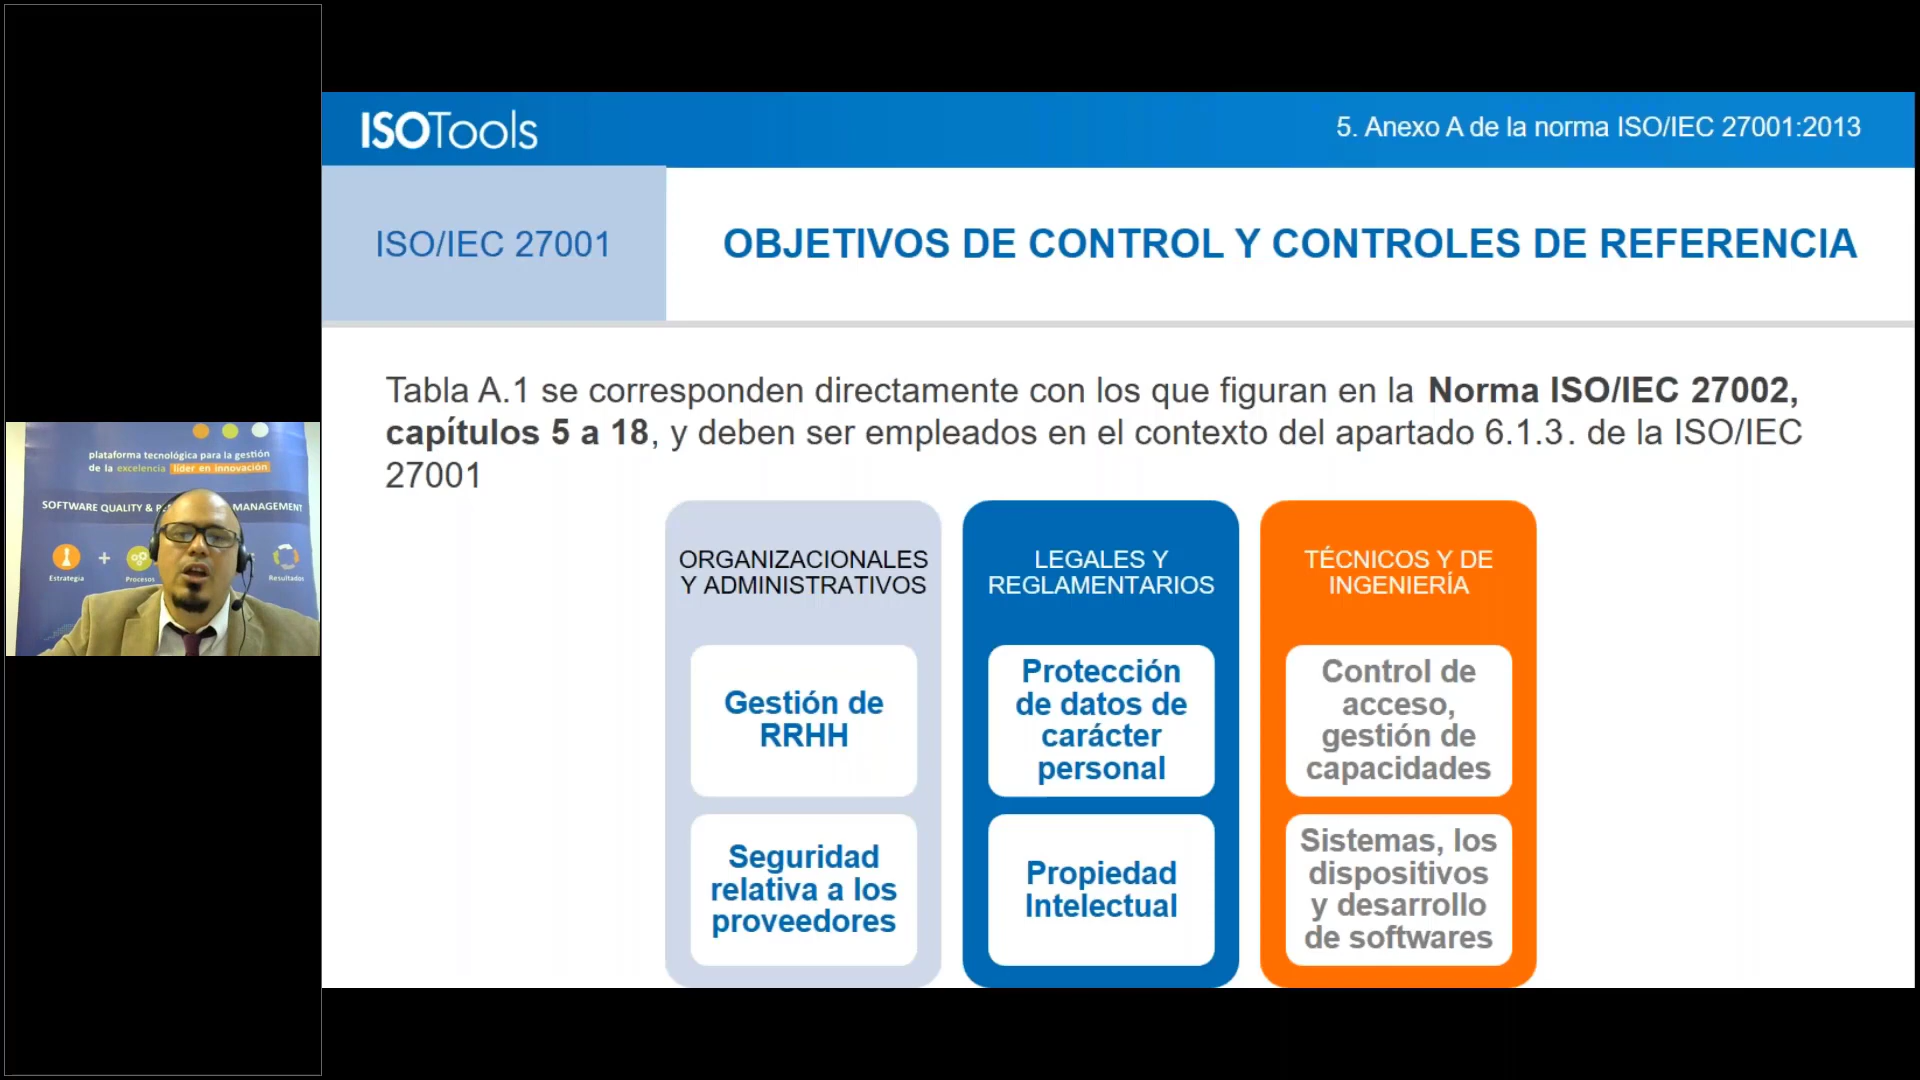 ISOTools
5. Anexo A de la norma ISO/IEC 27001:2013
ISO/IEC 27001
OBJETIVOS DE CONTROL Y CONTROLES DE REFERENCIA
Tabla A.1 se corresponden directamente con los que figuran en la Norma ISO/IEC 27002,
capítulos 5 a 18, y deben ser empleados en el contexto del apartado 6.1.3. de la ISO/IEC
27001
ORGANIZACIONALES
Y ADMINISTRATIVOS
Gestión de
RRHH
Seguridad
relativa a los
proveedores
LEGALES Y
REGLAMENTARIOS
Protección
de datos de
carácter
personal
Propiedad
Intelectual
TÉCNICOS Y DE
INGENIERÍA
Control de
acceso,
gestión de
capacidades
Sistemas, los
dispositivos
y desarrollo
de softwares
plataforma tecnológica para la gestión
de la excelencia líder en innovación
SOFTWARE QUALITY & MANAGEMENT
+
Estrategia
Procesos
Resultados